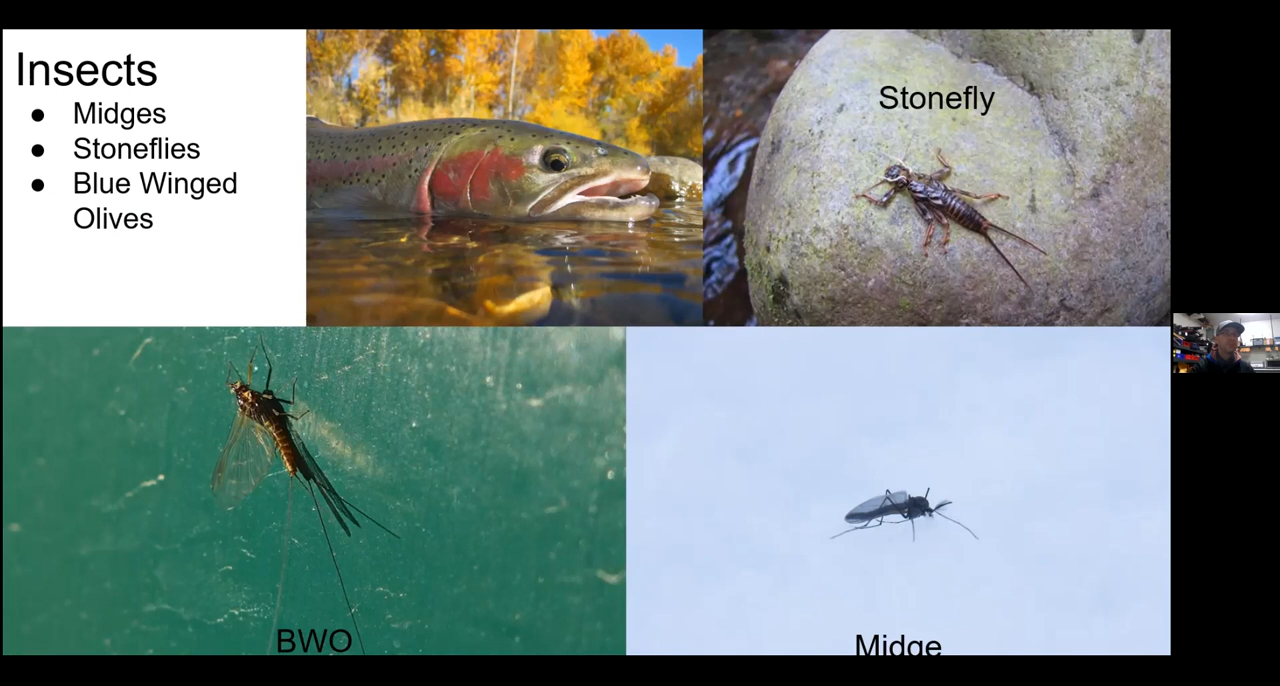 Insects
Midges
Stoneflies
Blue Winged
Olives
Stonefly
BWO
Midge